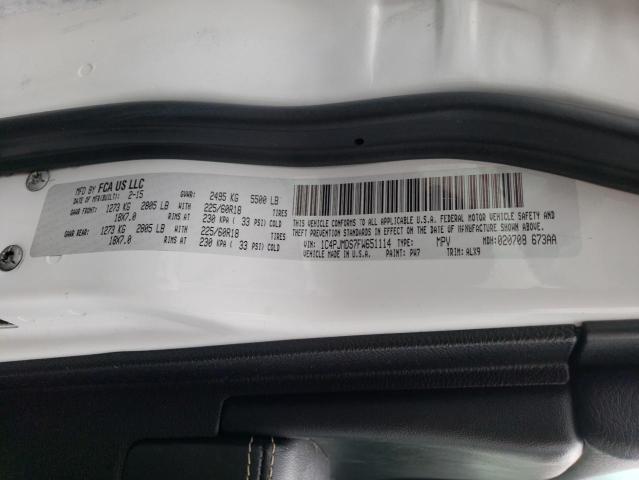 MFD BY FCA US LLC
DATE OF MFR(BUILT): 2-15 GVWR: 2495 KG 5500 LB
GAWR FRONT: 1273 KG 2805 LB WITH 225/60R18 TIRES
18X7.0 RIMS AT 230 KPA ( 33 PSI) COLD
GAWR REAR: 1273 KG 2805 LB WITH 225/60R18 TIRES
18X7.0 RIMS AT 230 KPA ( 33 PSI) COLD
THIS VEHICLE CONFORMS TO ALL APPLICABLE U.S.A. FEDERAL MOTOR VEHICLE SAFETY AND
THEFT PREVENTION STANDARDS IN EFFECT ON THE DATE OF MANUFACTURE SHOWN ABOVE.
VIN: 1C4PJMDS7FW651114 TYPE: MPV MDH: 020708 673AA
VEHICLE MADE IN U.S.A. PAINT: PW7 TRIM: ALX9